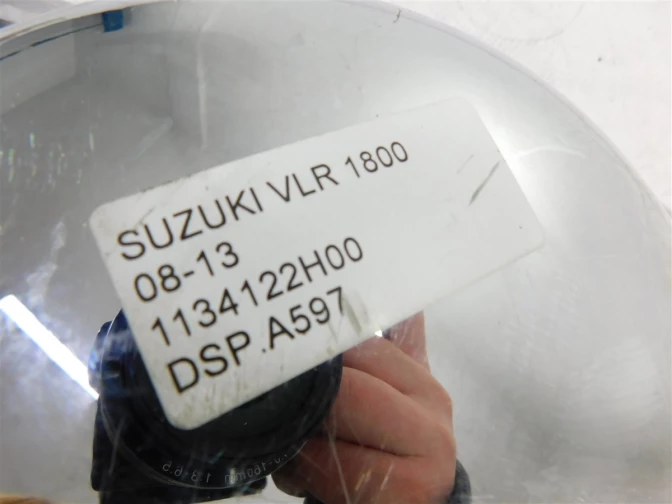 SUZUKI VLR 1800
08-13
1134122H00
DSP.A597